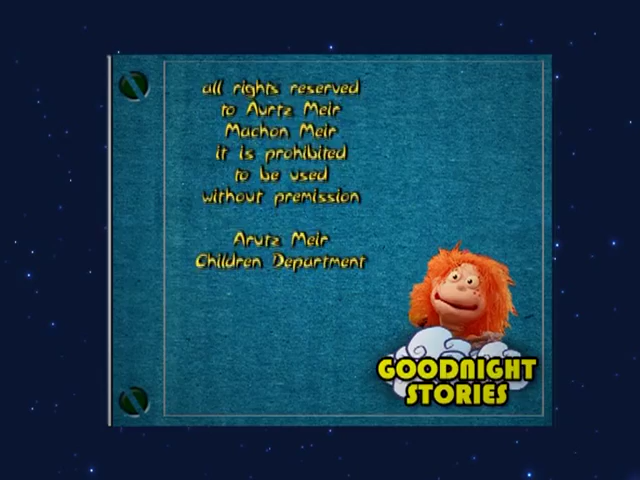 all rights reserved
to Aurtz Meir
Machon Meir
it is prohibited
to be used
without premission
Arutz Meir
Children Department
GOODNIGHT
STORIES